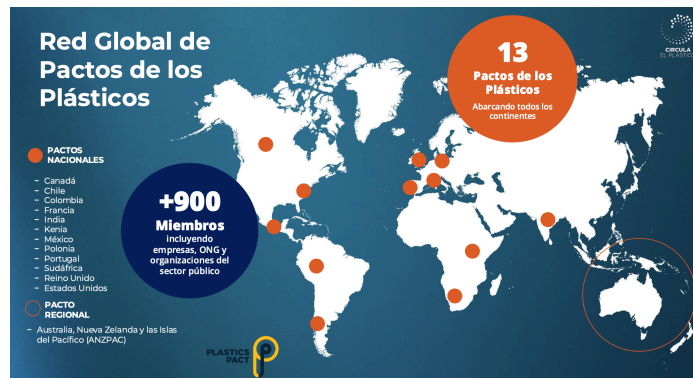 Red Global de
Pactos de los
Plásticos
13
Pactos de los
Plásticos
Abarcando todos los
continentes
CIRCULA
EL PLÁSTICO
PACTOS
NACIONALES
– Canadá
– Chile
– Colombia
– Francia
– India
– Kenia
– México
– Polonia
– Portugal
– Sudáfrica
– Reino Unido
– Estados Unidos
+900
Miembros
incluyendo
empresas, ONG y
organizaciones del
sector público
PACTO
REGIONAL
– Australia, Nueva Zelanda y las Islas
del Pacífico (ANZPAC)
PLASTICS
PACT